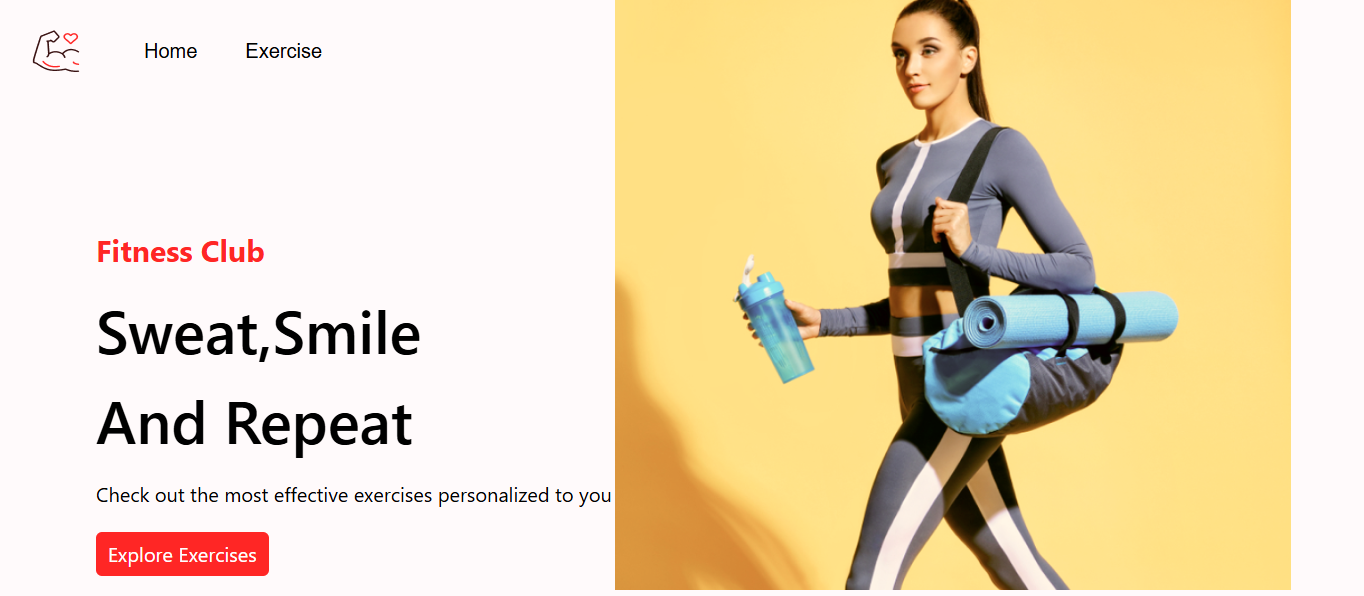 Home Exercise
Fitness Club
Sweat,Smile
And Repeat
Check out the most effective exercises personalized to you
Explore Exercises